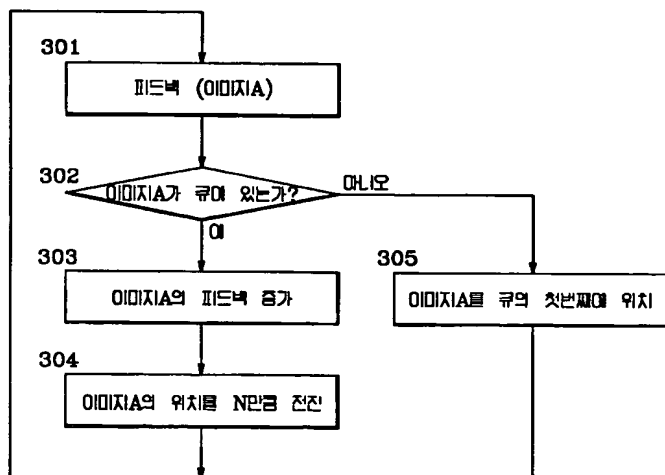 301
피드백 (이미지A)
302
이미지A가 큐에 있는가?
아니오
예
303
이미지A의 피드백 증가
305
이미지A를 큐의 첫번째에 위치
304
이미지A의 위치를 N만큼 전진